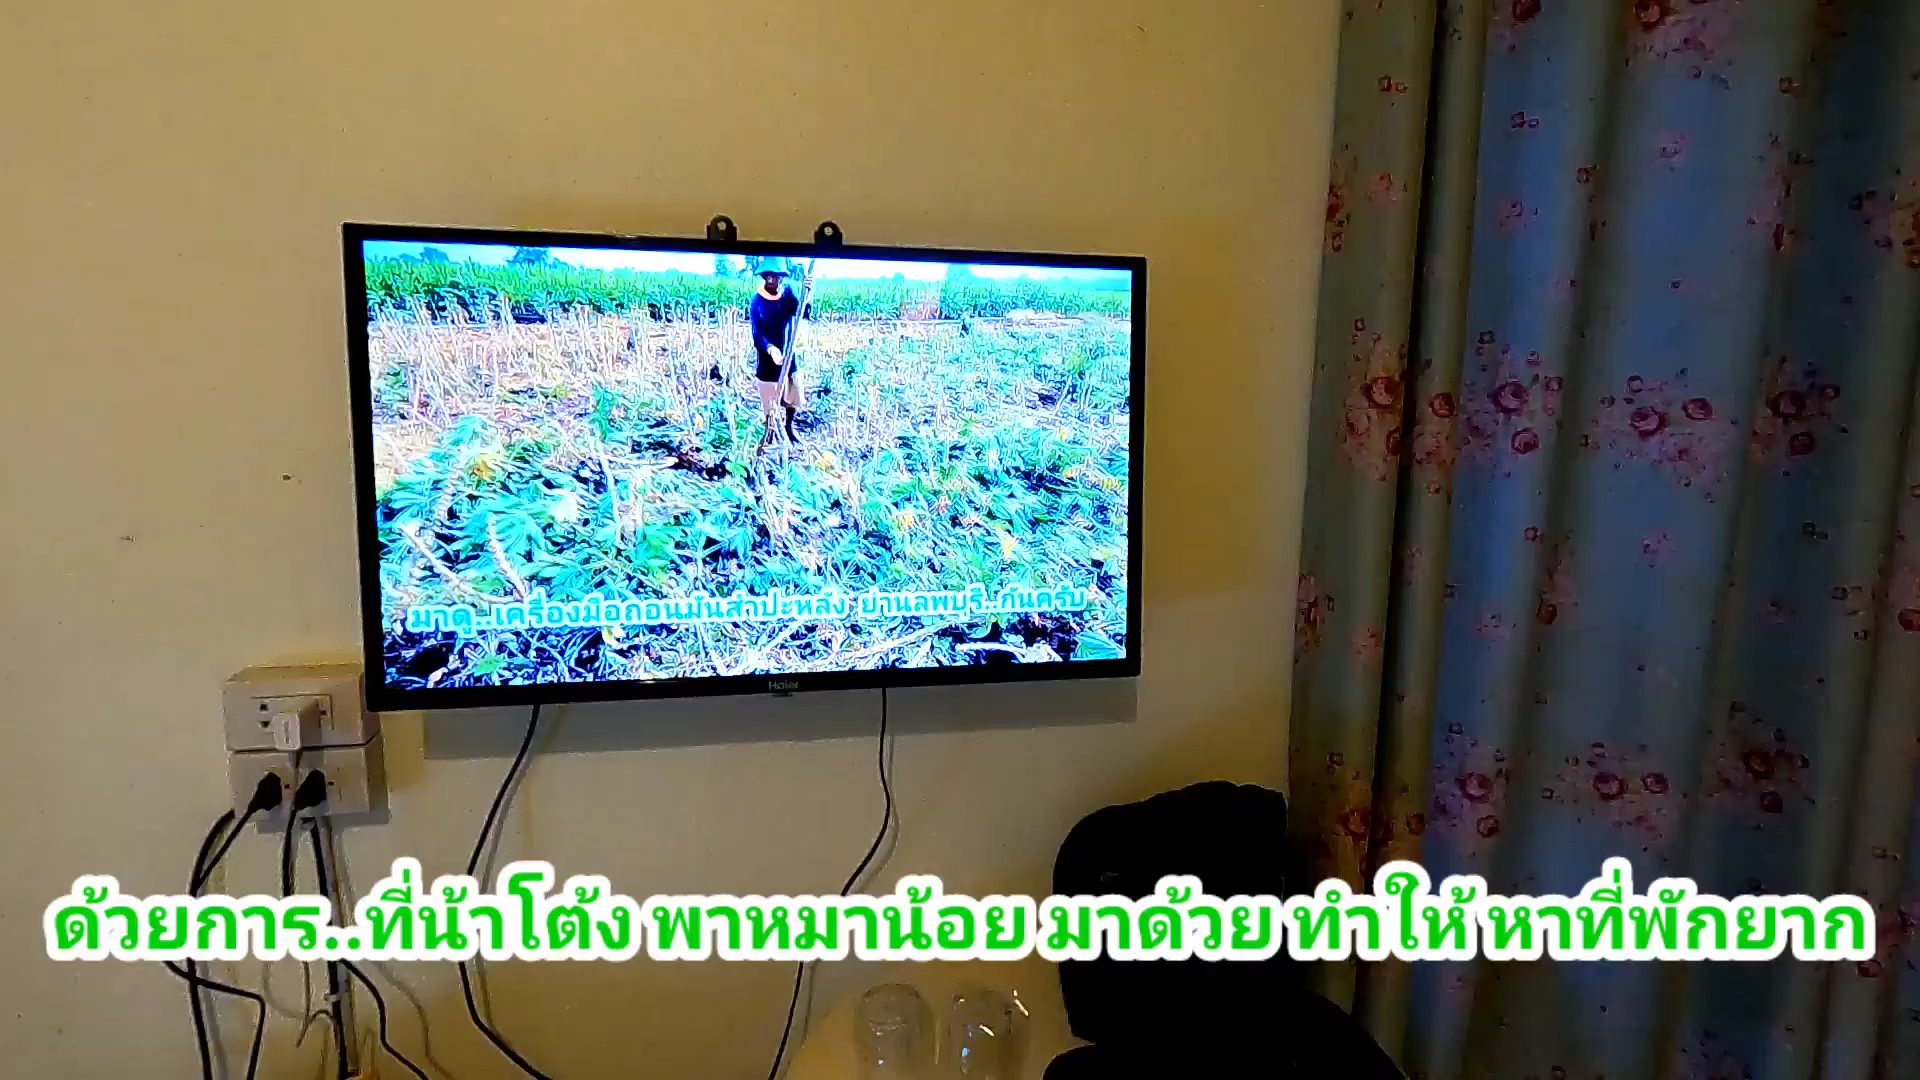 มาดู..เครื่องมือถอนมันสำปะหลัง ย่านลพบุรี..กันครับ
Haier
ด้วยการ..ที่น้าโต้ง พาหมาน้อย มาด้วย ทำให้ หาที่พักยาก